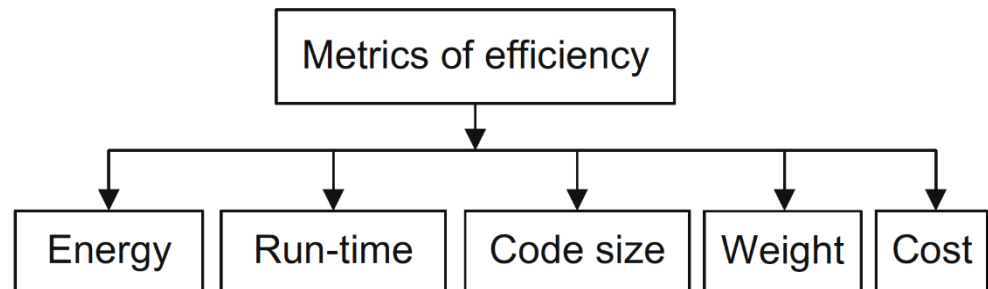 Metrics of efficiency
Energy
Run-time
Code size
Weight
Cost